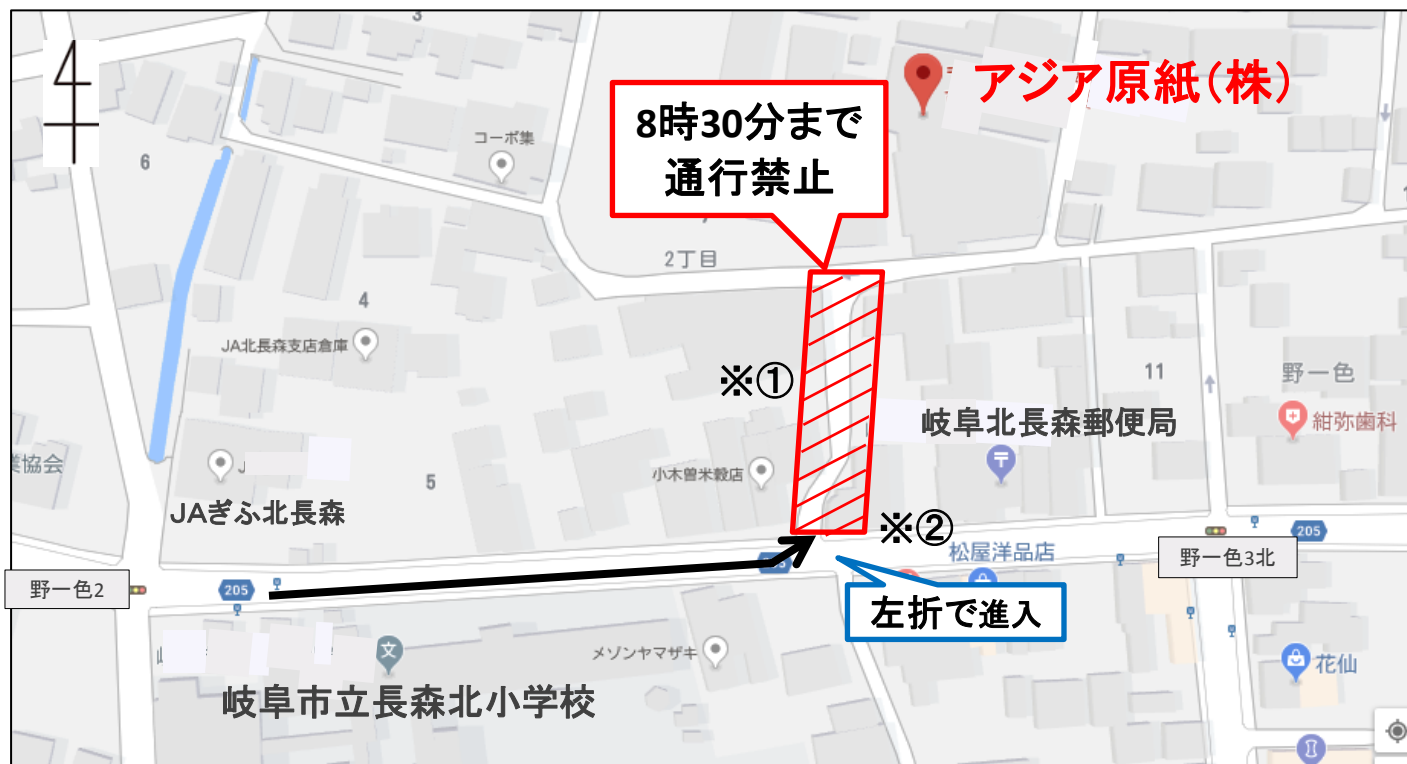 3
アジア原紙(株)
8時30分まで
通行禁止
コーポ集
6
2丁目
4
JA北長森支店倉庫
※①
11
野一色
岐阜北長森郵便局
紺弥歯科
業協会
5
小木曽米穀店
JAぎふ北長森
※②
205
松屋洋品店
野一色3北
野一色2
205
左折で進入
文
メゾンヤマザキ
花仙
岐阜市立長森北小学校